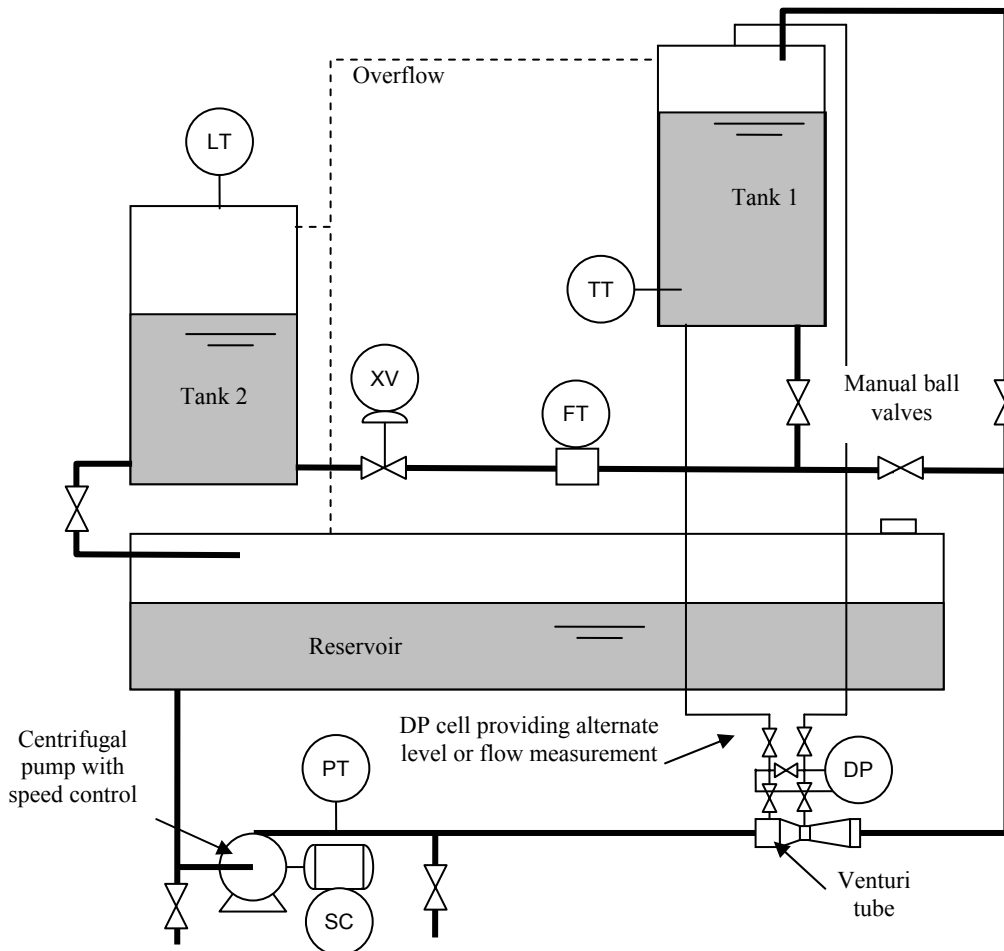 Overflow
LT
Tank 1
TT
XV
Manual ball
valves
Tank 2
FT
Reservoir
DP cell providing alternate
level or flow measurement
Centrifugal
pump with
speed control
PT
DP
Venturi
tube
SC